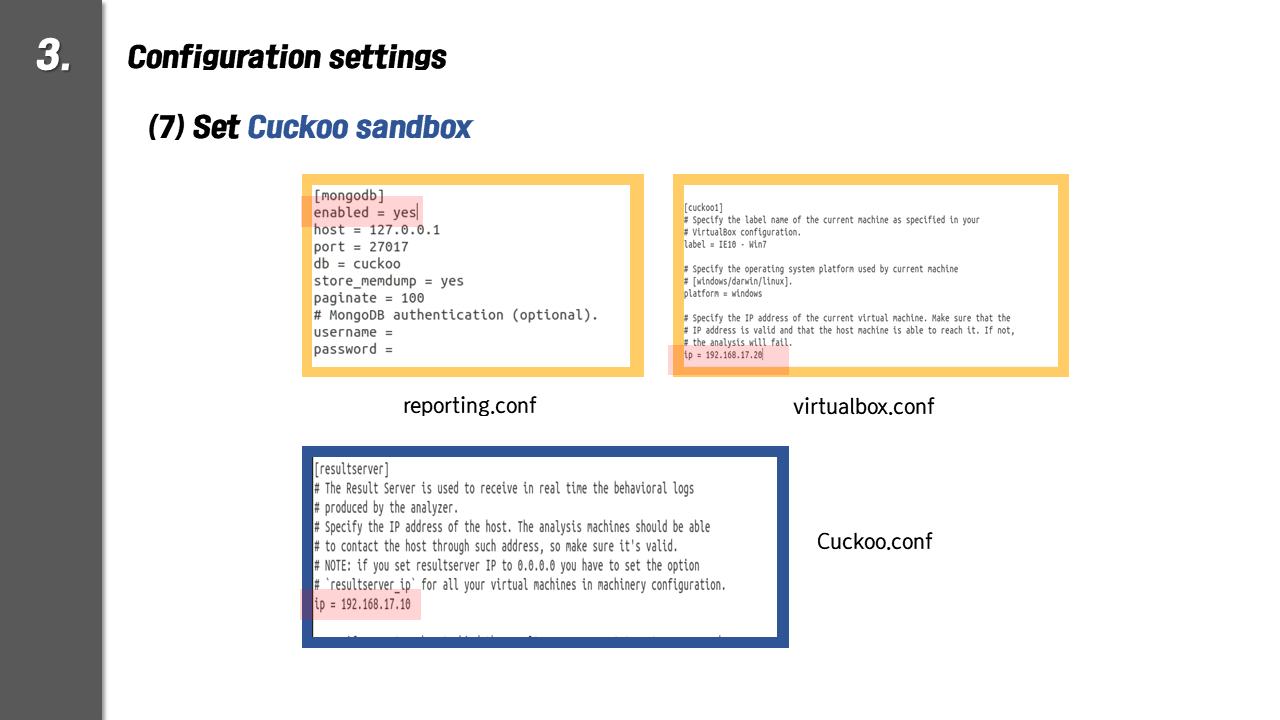 3.
Configuration settings
(7) Set Cuckoo sandbox
[mongodb]
enabled = yes
host = 127.0.0.1
port = 27017
db = cuckoo
store_memdump = yes
paginate = 100
# MongoDB authentication (optional).
username =
password =
reporting.conf
[cuckoo1]
# Specify the label name of the current machine as specified in your
# VirtualBox configuration.
label = IE10 - Win7
# Specify the operating system platform used by current machine
# [windows/darwin/linux].
platform = windows
# Specify the IP address of the current virtual machine. Make sure that the
# IP address is valid and that the host machine is able to reach it. If not,
# the analysis will fail.
ip = 192.168.17.20
virtualbox.conf
[resultserver]
# The Result Server is used to receive in real time the behavioral logs
# produced by the analyzer.
# Specify the IP address of the host. The analysis machines should be able
# to contact the host through such address, so make sure it's valid.
# NOTE: if you set resultserver IP to 0.0.0.0 you have to set the option
# `resultserver_ip` for all your virtual machines in machinery configuration.
ip = 192.168.17.10
Cuckoo.conf